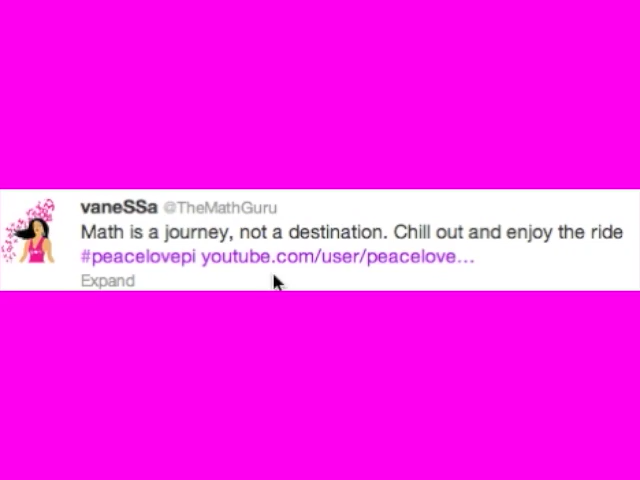 vaneSSa @TheMathGuru
Math is a journey, not a destination. Chill out and enjoy the ride
#peacelovepi youtube.com/user/peacelove…
Expand